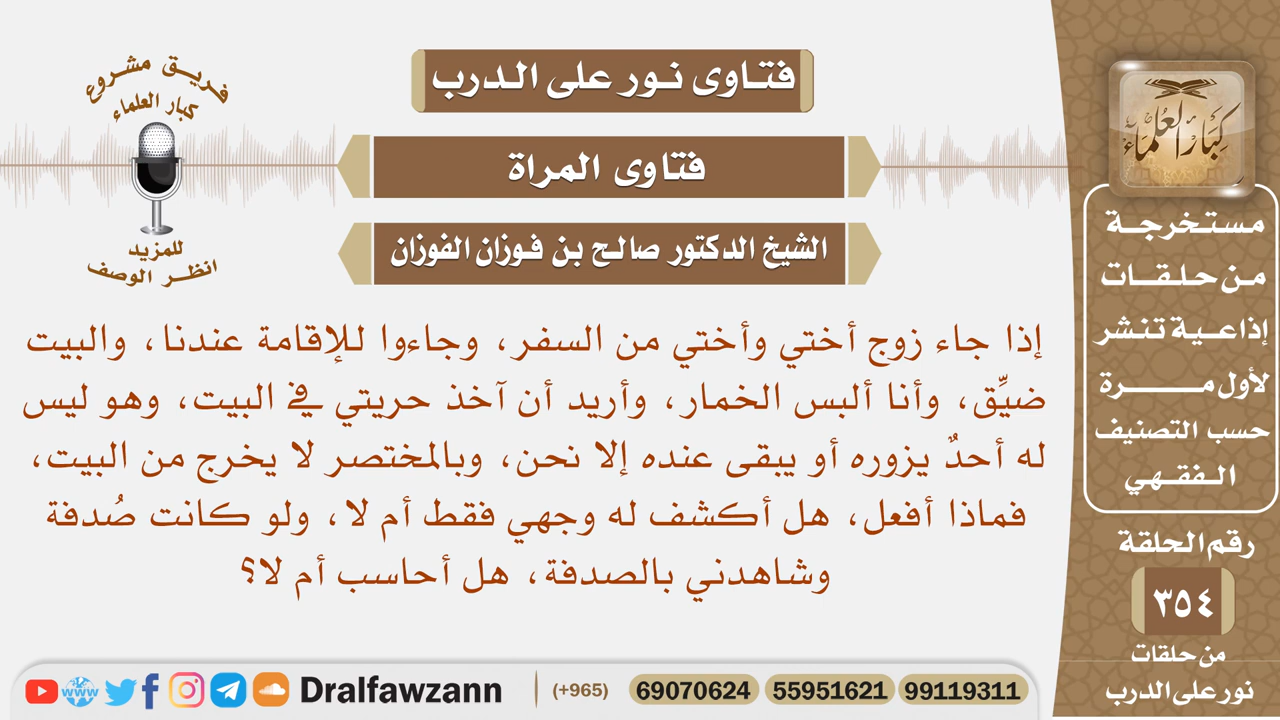 فتاوى نور على الدرب
فتاوى المراة
الشيخ الدكتور صالح بن فوزان الفوزان
فريق مشروع
كبار العلماء
للمزيد
انظر الوصف
إذا جاء زوج أختي وأختي من السفر، وجاءوا للإقامة عندنا، والبيت
ضيِّق، وأنا ألبس الخمار، وأريد أن آخذ حريتي في البيت، وهو ليس
له أحدٌ يزوره أو يبقى عنده إلا نحن، وبالمختصر لا يخرج من البيت،
فماذا أفعل، هل أكشف له وجهي فقط أم لا، ولو كانت صُدفة
وشاهدني بالصدفة، هل أحاسب أم لا؟
كِبَار العُلَمَاء
مستخرجة
من حلقات
إذاعية تنشر
لأول مرة
حسب التصنيف
الفقهي
رقم الحلقة
٣٥٤
من حلقات
نور على الدرب
www
Dralfawzann
(+965) 69070624 55951621 99119311